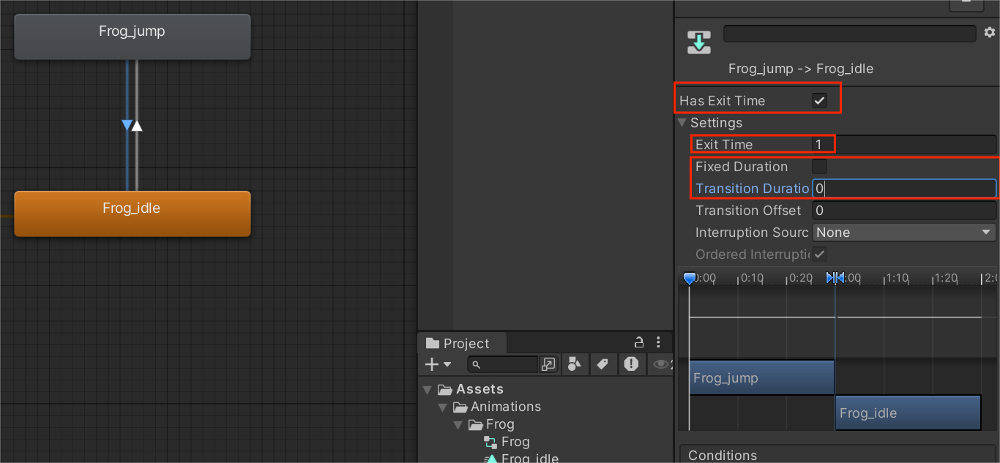 Frog_jump
Frog_idle
Frog_jump -> Frog_idle
Has Exit Time
Settings
Exit Time 1
Fixed Duration
Transition Duratio 0
Transition Offset 0
Interruption Sourc None
Ordered Interrupti
0:00 0:10 0:20 1:00 1:10 1:20 2:0
Frog_jump
Frog_idle
Conditions
Project
Assets
Animations
Frog
Frog
Frog_idle